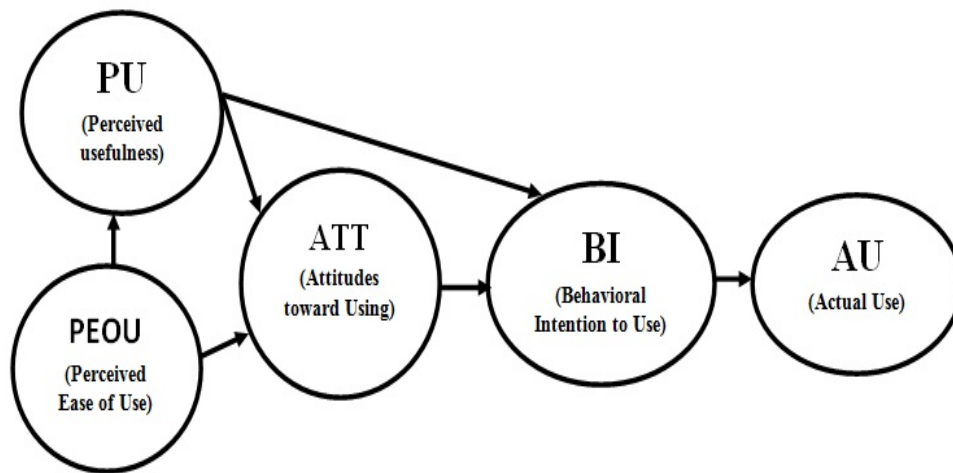 PU
(Perceived
usefulness)
ATT
(Attitudes
toward Using)
BI
(Behavioral
Intention to Use)
AU
(Actual Use)
PEOU
(Perceived
Ease of Use)